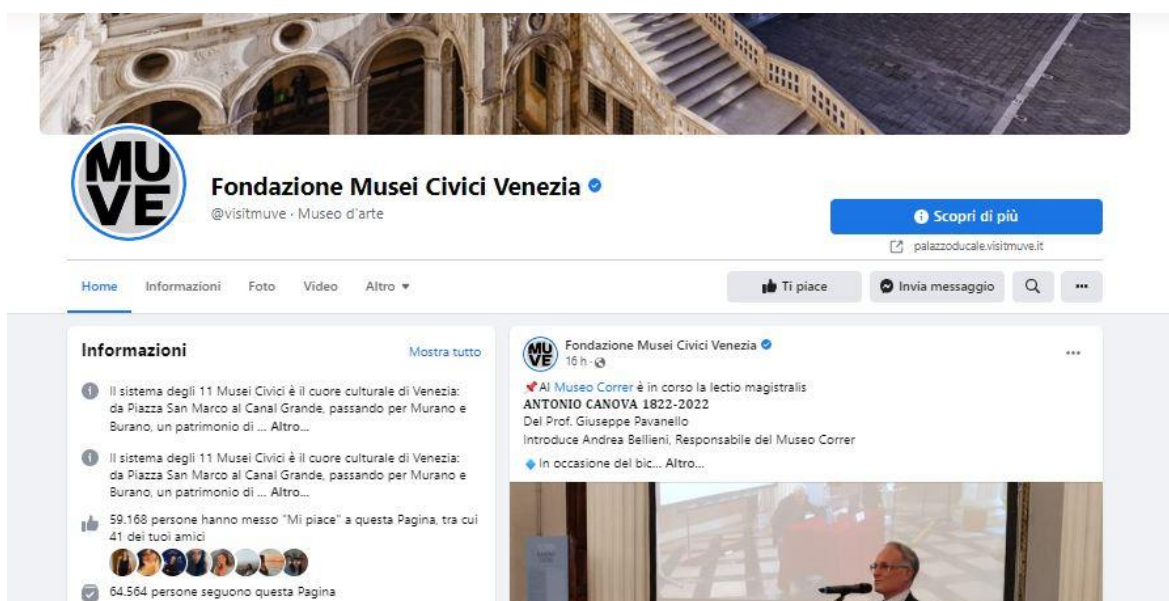 MU
VE
Fondazione Musei Civici Venezia
@visitmuve · Museo d'arte
Scopri di più
palazzoducale.visitmuve.it
Home Informazioni Foto Video Altro
Ti piace Invia messaggio
Informazioni Mostra tutto
Il sistema degli 11 Musei Civici è il cuore culturale di Venezia:
da Piazza San Marco al Canal Grande, passando per Murano e
Burano, un patrimonio di ... Altro...
Il sistema degli 11 Musei Civici è il cuore culturale di Venezia:
da Piazza San Marco al Canal Grande, passando per Murano e
Burano, un patrimonio di ... Altro...
59.168 persone hanno messo "Mi piace" a questa Pagina, tra cui
41 dei tuoi amici
64.564 persone seguono questa Pagina
MU
VE
Fondazione Musei Civici Venezia
16 h ·
Al Museo Correr è in corso la lectio magistralis
ANTONIO CANOVA 1822-2022
Del Prof. Giuseppe Pavanello
Introduce Andrea Bellieni, Responsabile del Museo Correr
In occasione del bic... Altro...